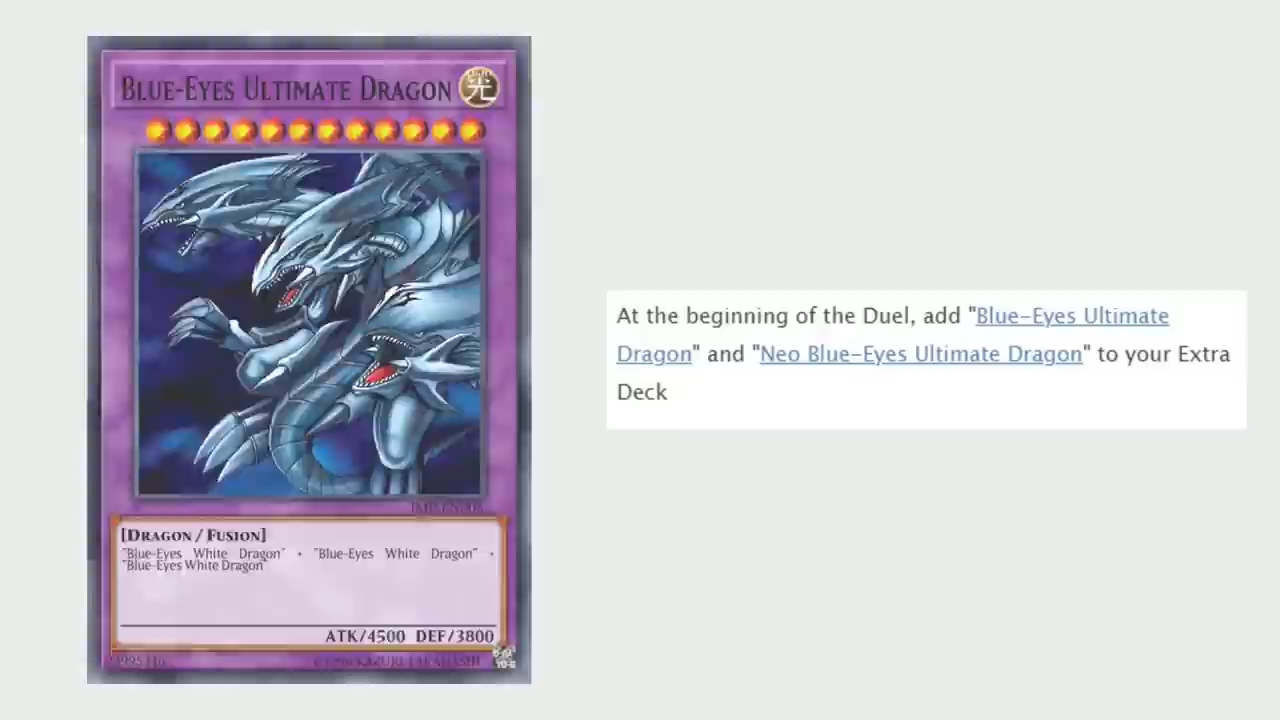 BLUE-EYES ULTIMATE DRAGON
光
[DRAGON / FUSION]
"Blue-Eyes White Dragon" • "Blue-Eyes White Dragon" •
"Blue-Eyes White Dragon"
ATK/4500 DEF/3800
KAZUKI TAKAHASHI
At the beginning of the Duel, add "Blue-Eyes Ultimate
Dragon" and "Neo Blue-Eyes Ultimate Dragon" to your Extra
Deck